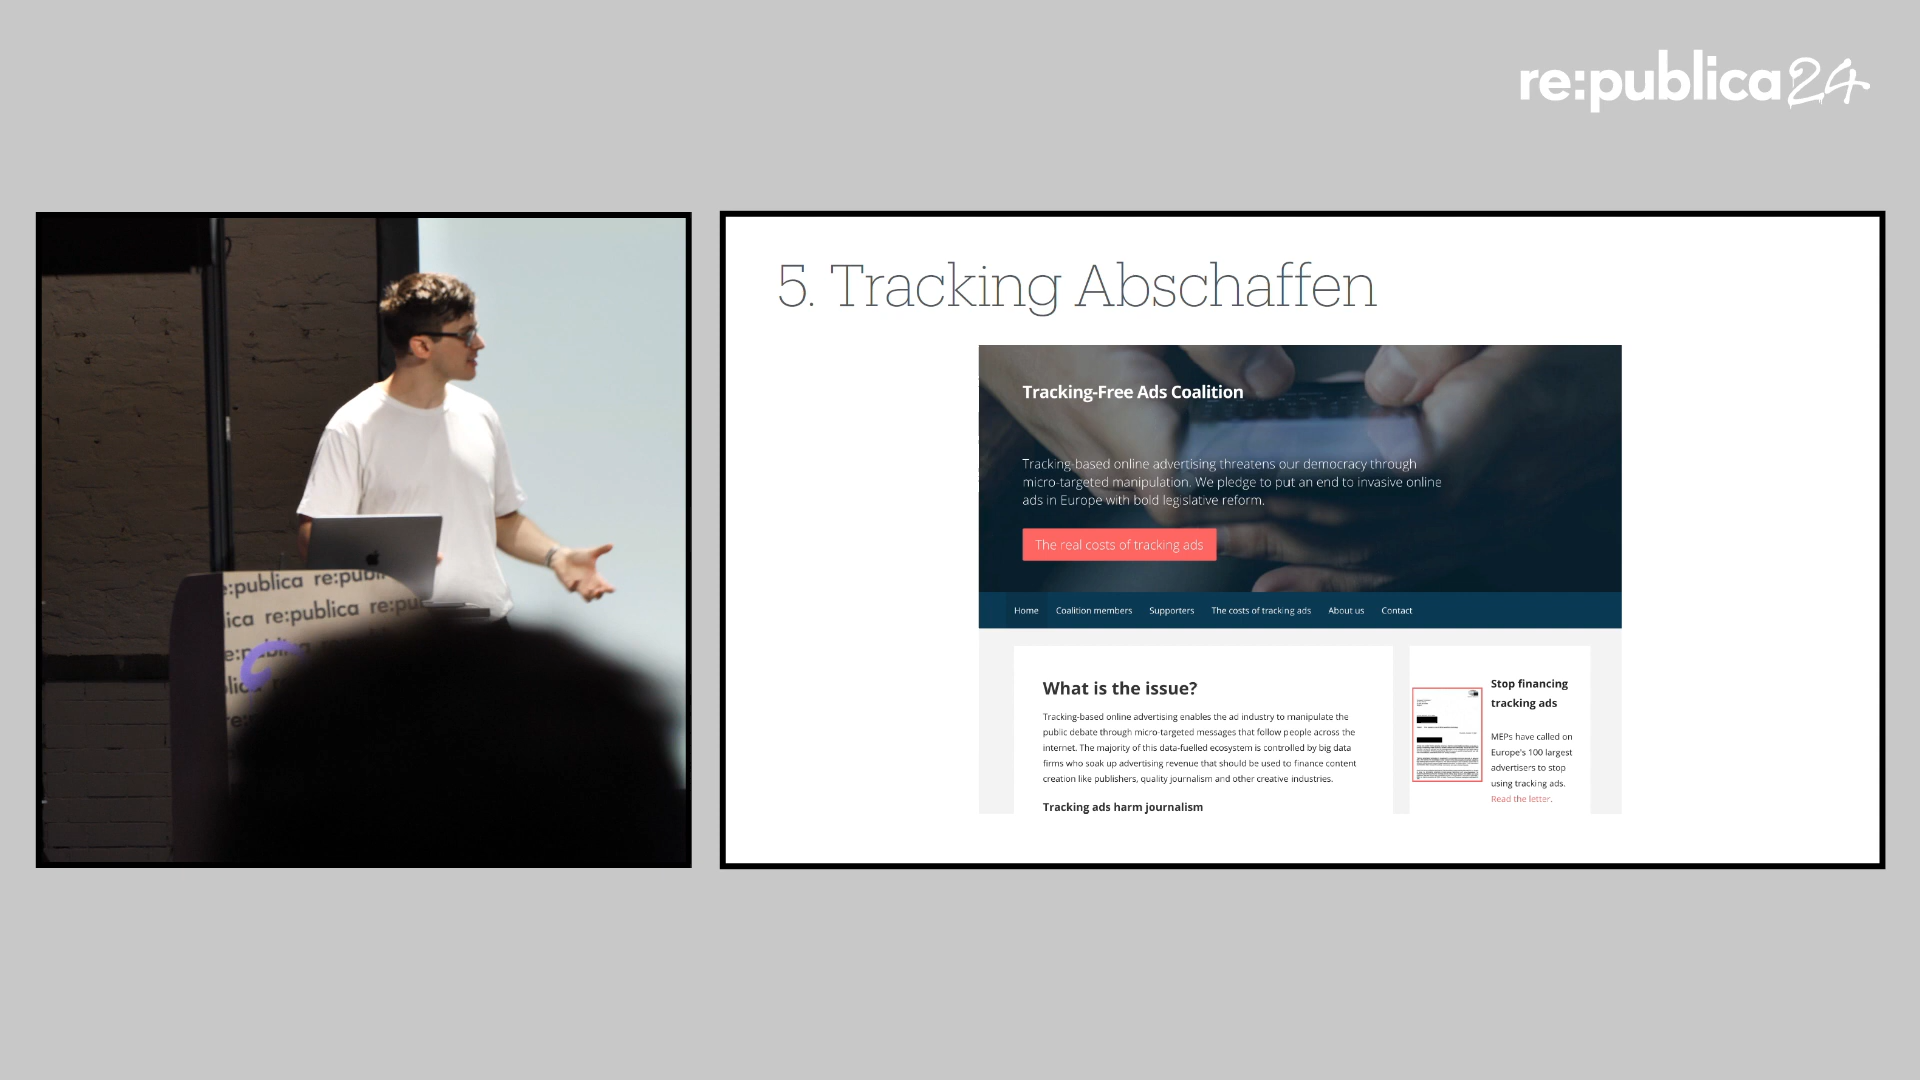 re:publica 24
5. Tracking Abschaffen
Tracking-Free Ads Coalition
Tracking-based online advertising threatens our democracy through
micro-targeted manipulation. We pledge to put an end to invasive online
ads in Europe with bold legislative reform.
The real costs of tracking ads
Home Coalition members Supporters The costs of tracking ads About us Contact
What is the issue?
Tracking-based online advertising enables the ad industry to manipulate the
public debate through micro-targeted messages that follow people across the
internet. The majority of this data-fuelled ecosystem is controlled by big data
firms who soak up advertising revenue that should be used to finance content
creation like publishers, quality journalism and other creative industries.
Tracking ads harm journalism
Stop financing
tracking ads
MEPs have called on
Europe's 100 largest
advertisers to stop
using tracking ads.
Read the letter.
e:publica re:publi
ica re:publica re:pu
e:publica re
lic
re: